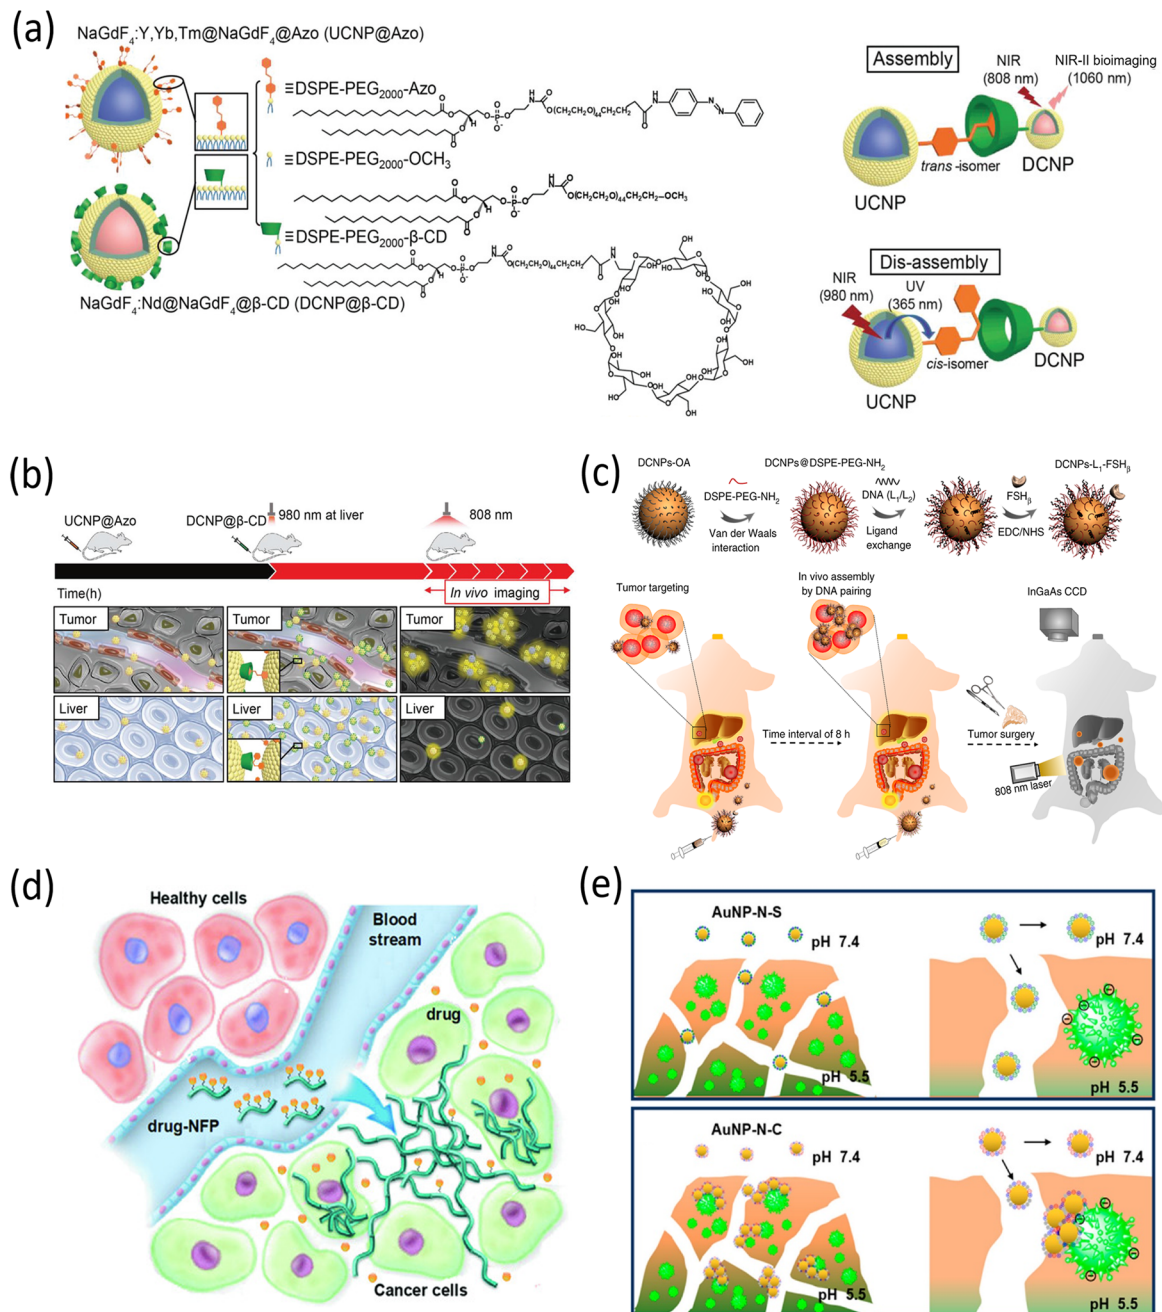 (a)
NaGdF4:Y,Yb,Tm@NaGdF4@Azo (UCNP@Azo)
≡DSPE-PEG2000-Azo
≡DSPE-PEG2000-OCH3
≡DSPE-PEG2000-β-CD
NaGdF4:Nd@NaGdF4@β-CD (DCNP@β-CD)
Assembly
NIR
(808 nm)
NIR-II bioimaging
(1060 nm)
trans-isomer
DCNP
UCNP
Dis-assembly
NIR
(980 nm)
UV
(365 nm)
cis-isomer
DCNP
UCNP
(b)
UCNP@Azo
DCNP@β-CD
980 nm at liver
808 nm
Time(h)
In vivo imaging
Tumor
Tumor
Tumor
Liver
Liver
Liver
(c)
DCNPs-OA
DSPE-PEG-NH2
Van der Waals
interaction
DCNPs@DSPE-PEG-NH2
DNA (L1/L2)
Ligand
exchange
FSHβ
EDC/NHS
DCNPs-L1-FSHβ
Tumor targeting
In vivo assembly
by DNA pairing
InGaAs CCD
Time interval of 8 h
Tumor surgery
808 nm laser
(d)
Healthy cells
Blood
stream
drug
drug-NFP
Cancer cells
(e)
AuNP-N-S
pH 7.4
pH 5.5
pH 7.4
pH 5.5
AuNP-N-C
pH 7.4
pH 5.5
pH 7.4
pH 5.5